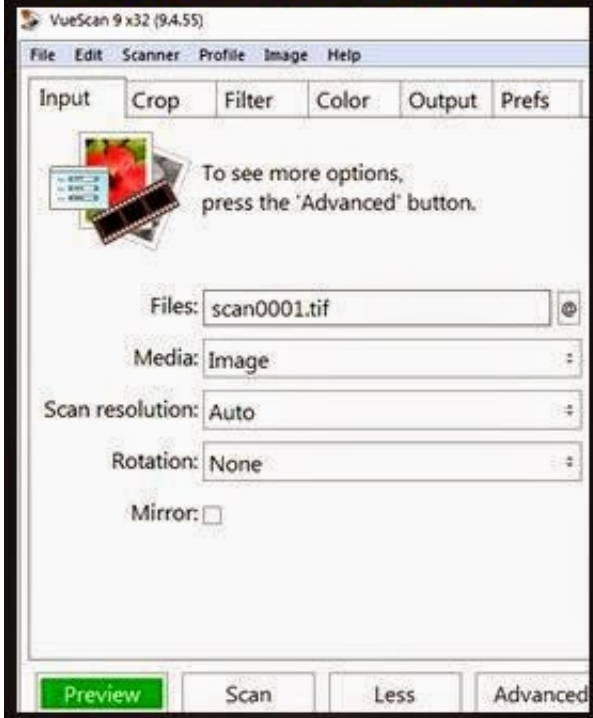 VueScan 9 x32 (9.4.55)
File Edit Scanner Profile Image Help
Input Crop Filter Color Output Prefs
To see more options,
press the 'Advanced' button.
Files: scan0001.tif @
Media: Image
Scan resolution: Auto
Rotation: None
Mirror:
Preview Scan Less Advanced